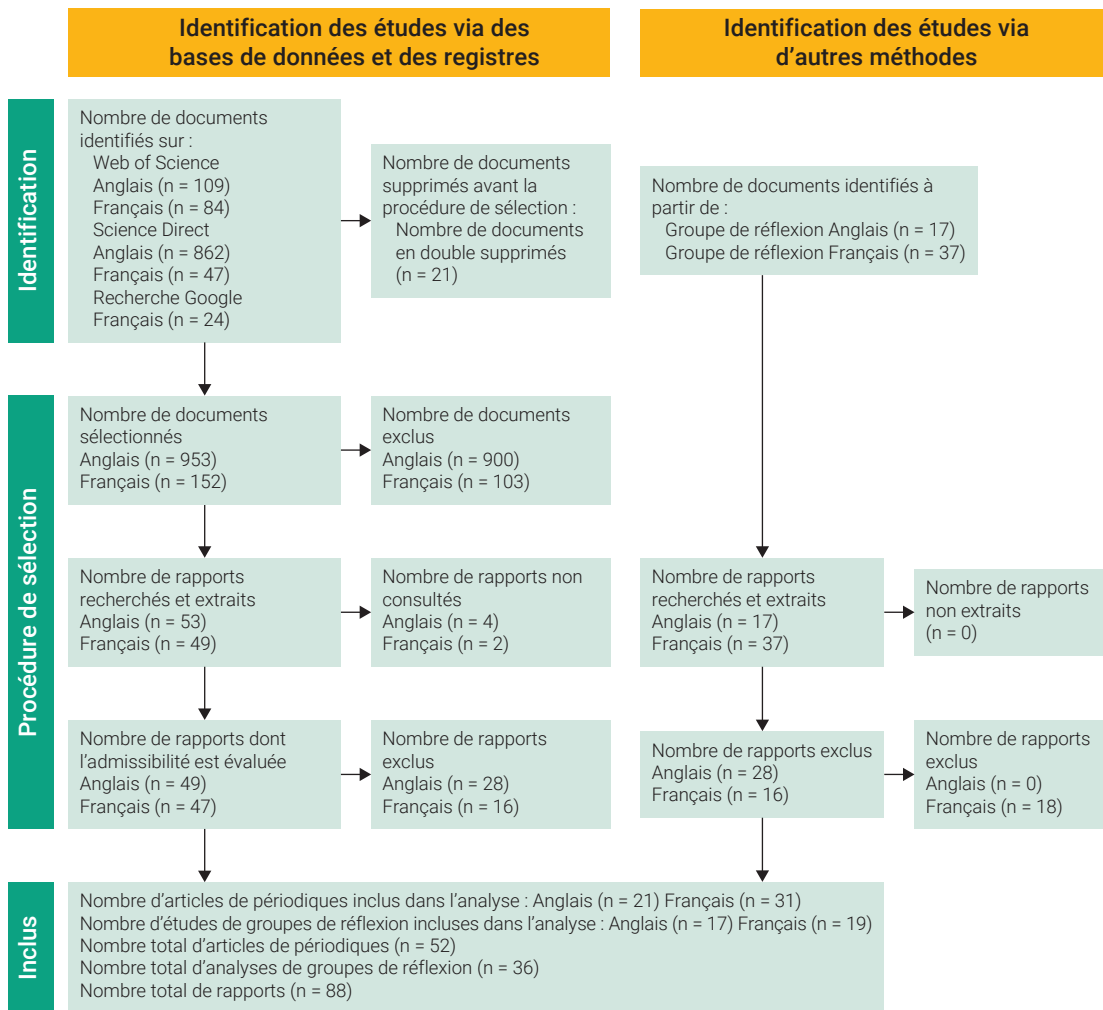 Identification des études via des
bases de données et des registres
Identification des études via
d'autres méthodes
Identification
Nombre de documents
identifiés sur :
Web of Science
Anglais (n = 109)
Français (n = 84)
Science Direct
Anglais (n = 862)
Français (n = 47)
Recherche Google
Français (n = 24)
Nombre de documents
supprimés avant la
procédure de sélection :
Nombre de documents
en double supprimés
(n = 21)
Nombre de documents identifiés à
partir de :
Groupe de réflexion Anglais (n = 17)
Groupe de réflexion Français (n = 37)
Procédure de sélection
Nombre de documents
sélectionnés
Anglais (n = 953)
Français (n = 152)
Nombre de documents
exclus
Anglais (n = 900)
Français (n = 103)
Nombre de rapports
recherchés et extraits
Anglais (n = 53)
Français (n = 49)
Nombre de rapports non
consultés
Anglais (n = 4)
Français (n = 2)
Nombre de rapports
recherchés et extraits
Anglais (n = 17)
Français (n = 37)
Nombre de rapports
non extraits
(n = 0)
Nombre de rapports dont
l'admissibilité est évaluée
Anglais (n = 49)
Français (n = 47)
Nombre de rapports
exclus
Anglais (n = 28)
Français (n = 16)
Nombre de rapports exclus
Anglais (n = 28)
Français (n = 16)
Nombre de rapports
exclus
Anglais (n = 0)
Français (n = 18)
Inclus
Nombre d'articles de périodiques inclus dans l'analyse : Anglais (n = 21) Français (n = 31)
Nombre d'études de groupes de réflexion incluses dans l'analyse : Anglais (n = 17) Français (n = 19)
Nombre total d'articles de périodiques (n = 52)
Nombre total d'analyses de groupes de réflexion (n = 36)
Nombre total de rapports (n = 88)